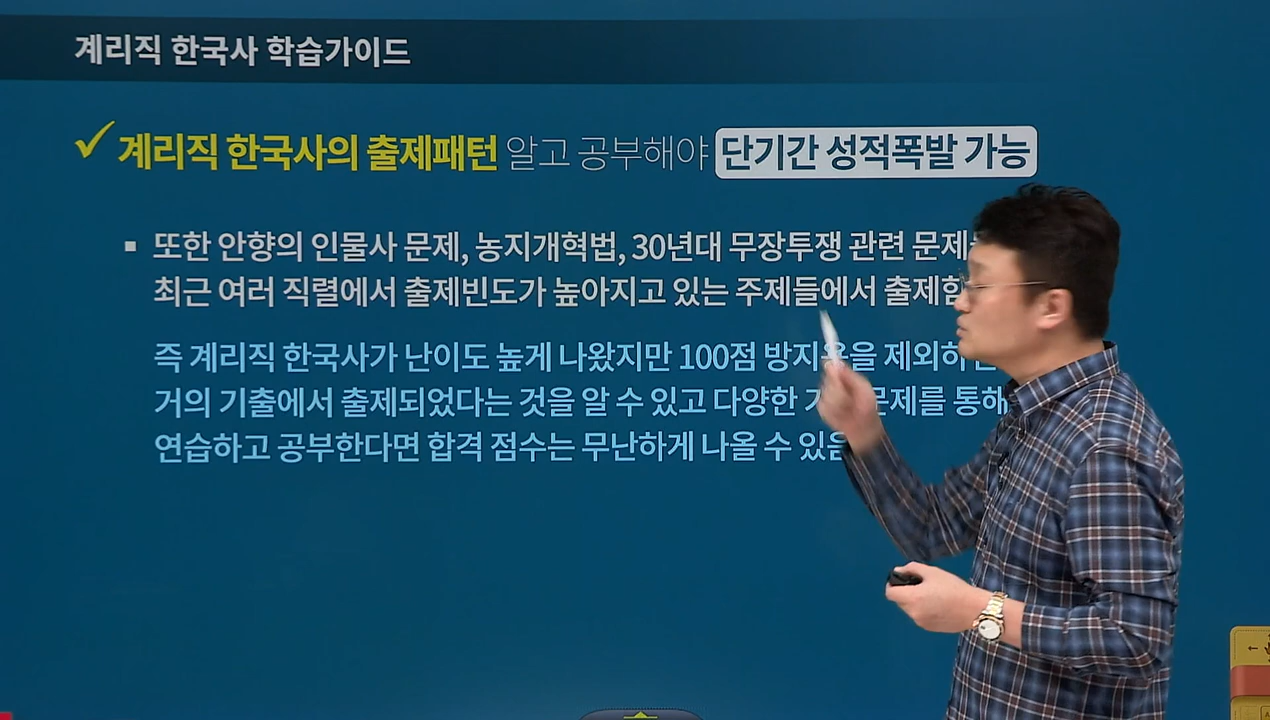 계리직 한국사 학습가이드
계리직 한국사의 출제패턴 알고 공부해야 단기간 성적폭발 가능
또한 안향의 인물사 문제, 농지개혁법, 30년대 무장투쟁 관련 문제
최근 여러 직렬에서 출제빈도가 높아지고 있는 주제들에서 출제함
즉 계리직 한국사가 난이도 높게 나왔지만 100점 방지용을 제외하
거의 기출에서 출제되었다는 것을 알 수 있고 다양한 문제를 통해
연습하고 공부한다면 합격 점수는 무난하게 나올 수 있음